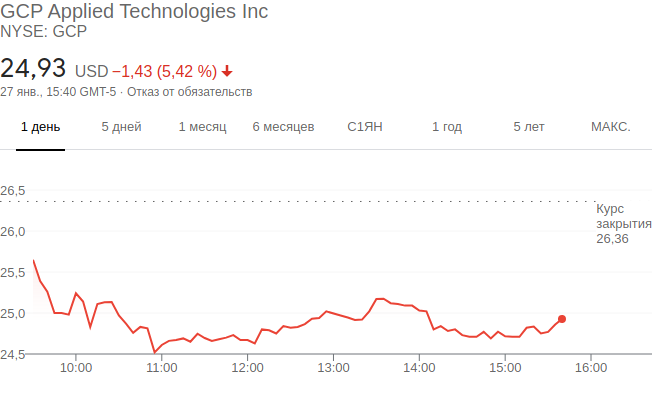 GCP Applied Technologies Inc
NYSE: GCP
24,93 USD −1,43 (5,42 %)
27 янв., 15:40 GMT-5 · Отказ от обязательств
1 день 5 дней 1 месяц 6 месяцев С1ЯН 1 год 5 лет МАКС.
26,5
Курс
закрытия
26,36
26,0
25,5
25,0
24,5
10:00 11:00 12:00 13:00 14:00 15:00 16:00